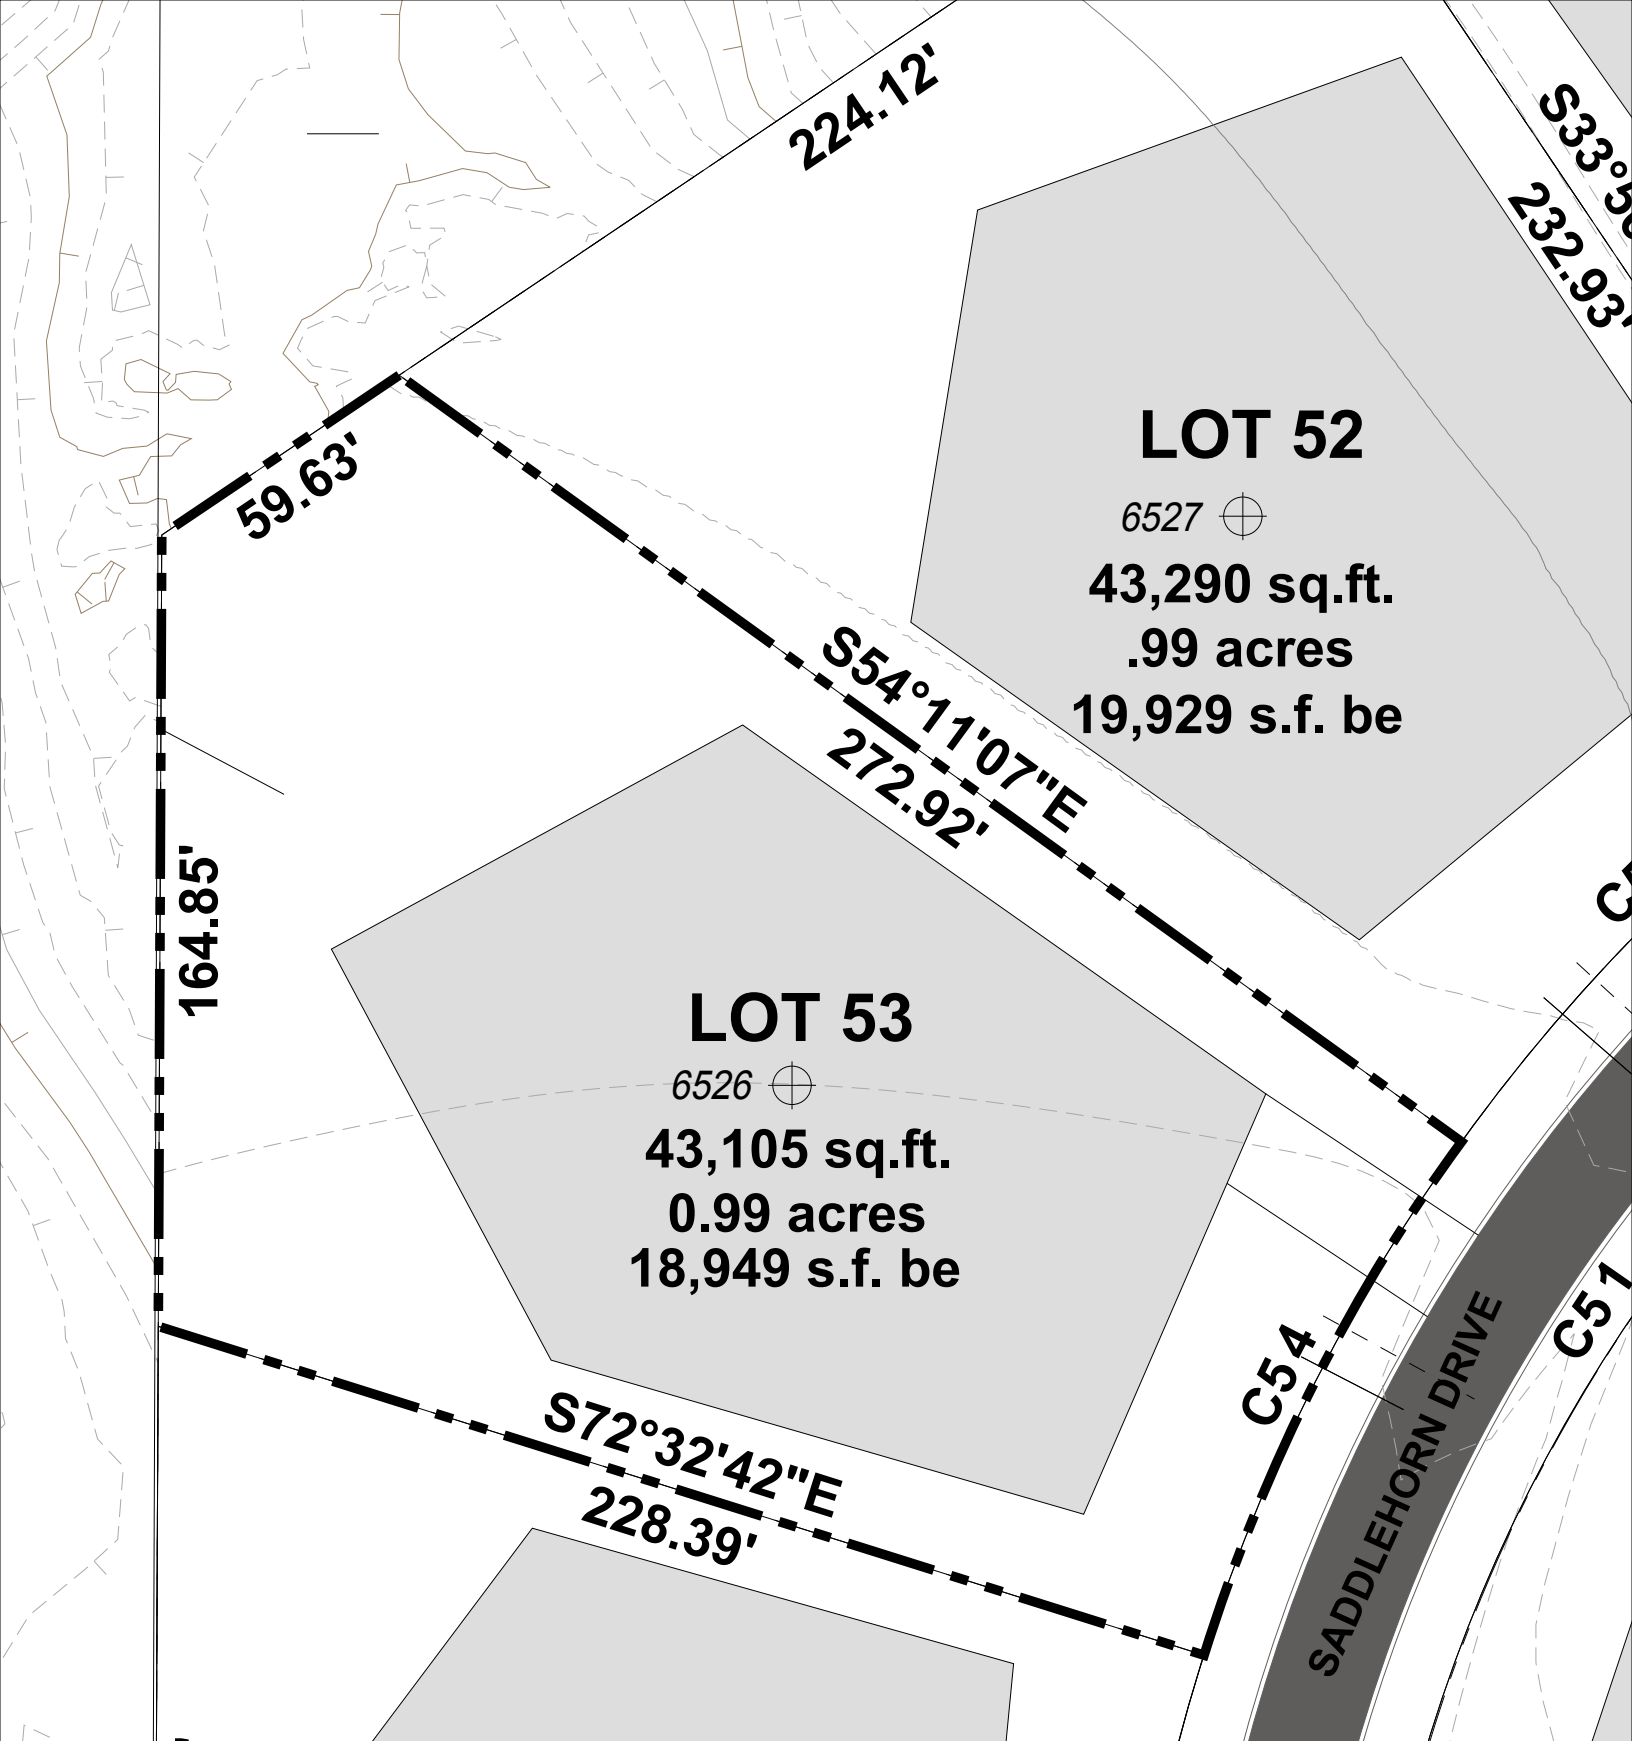 224.12'
232.93'
LOT 52
6527
43,290 sq.ft.
.99 acres
19,929 s.f. be
59.63'
S54°11'07"E
272.92'
164.85'
LOT 53
6526
43,105 sq.ft.
0.99 acres
18,949 s.f. be
C54
C51
SADDLEHORN DRIVE
S72°32'42"E
228.39'